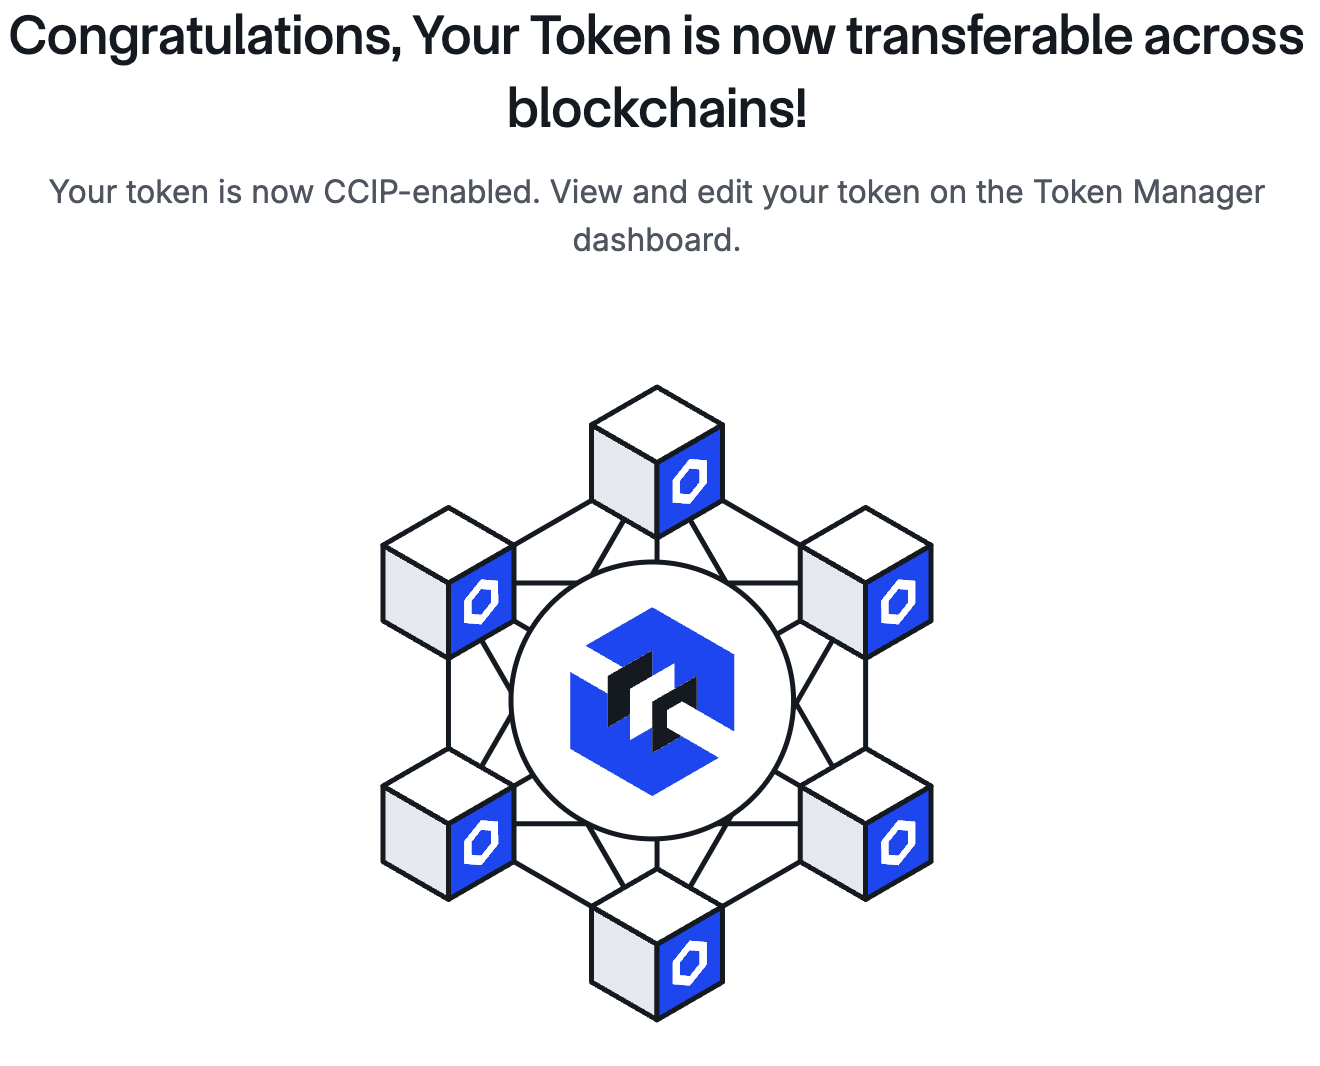 Congratulations, Your Token is now transferable across
blockchains!
Your token is now CCIP-enabled. View and edit your token on the Token Manager
dashboard.